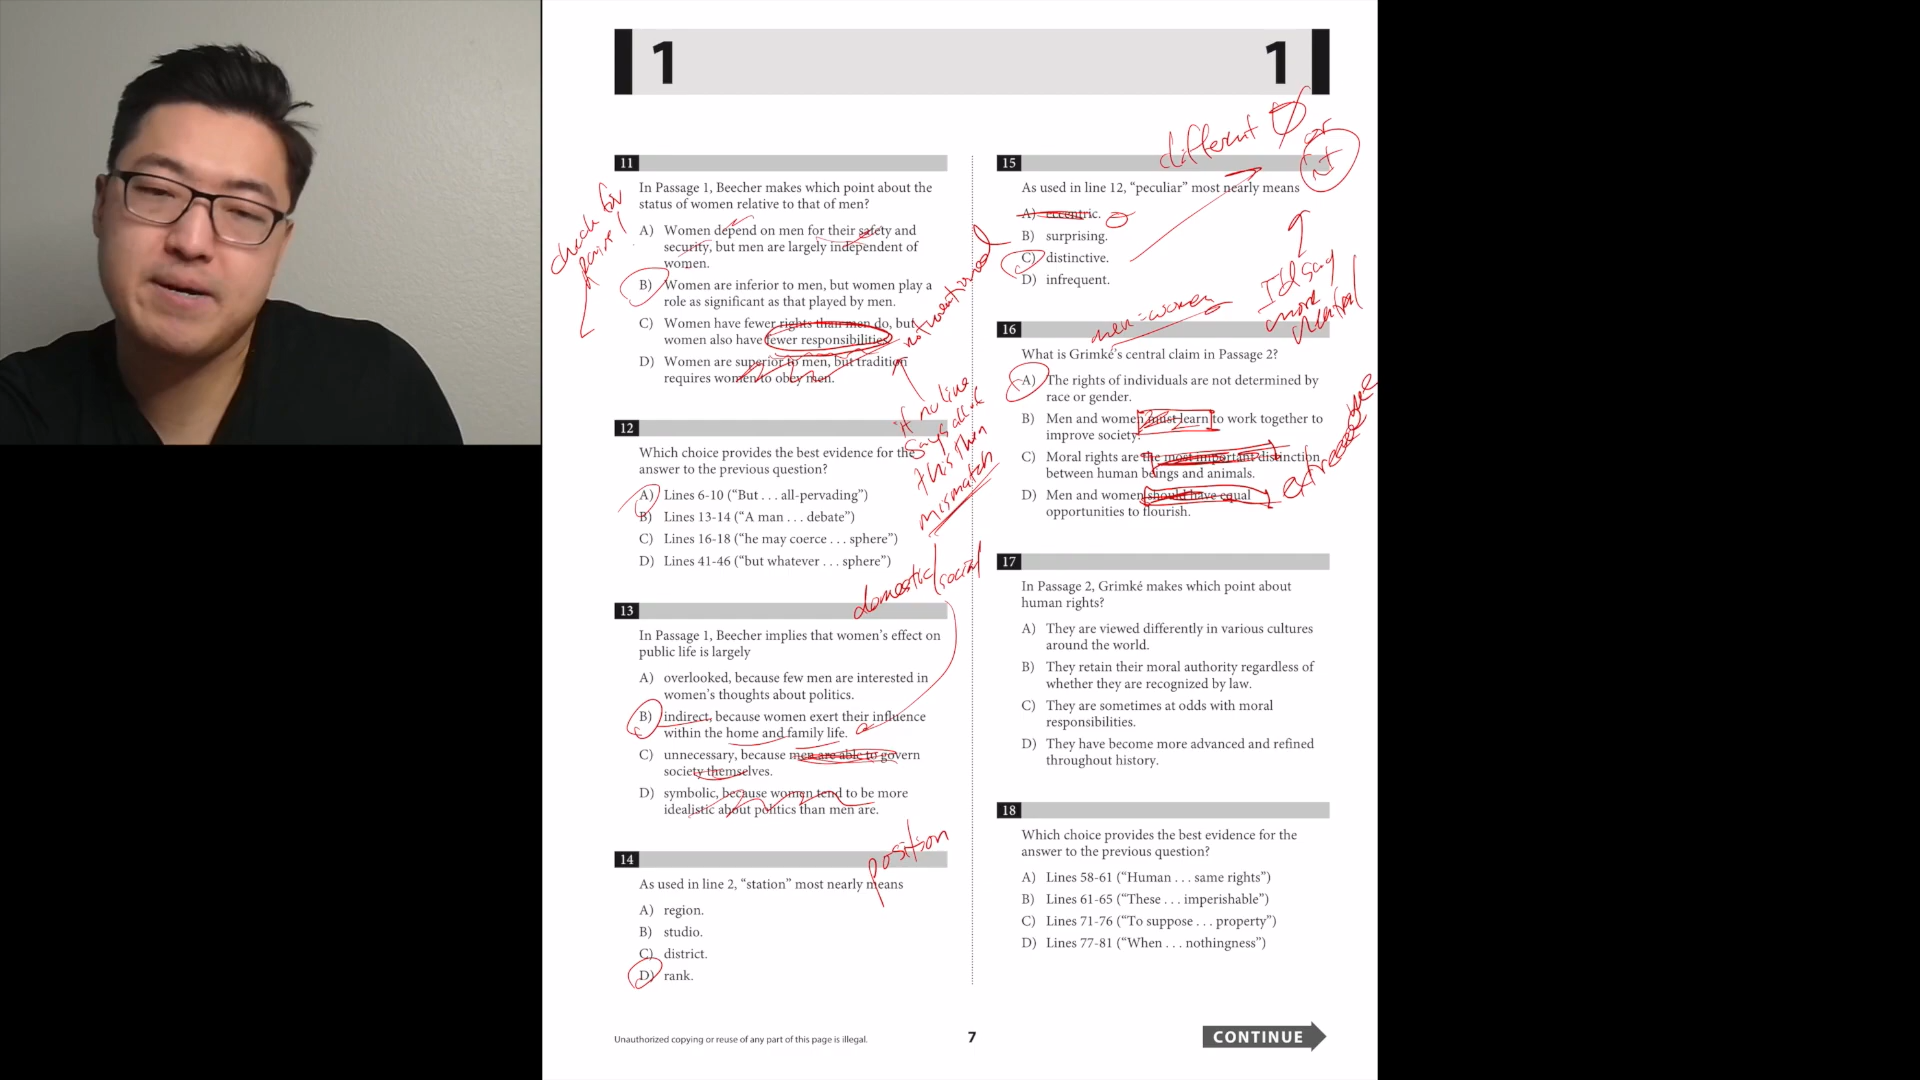 1 1
different
or
+
check for
pairs!
11
In Passage 1, Beecher makes which point about the
status of women relative to that of men?
A) Women depend on men for their safety and
security, but men are largely independent of
women.
B) Women are inferior to men, but women play a
role as significant as that played by men.
C) Women have fewer rights than men do, but
women also have fewer responsibilities.
D) Women are superior to men, but tradition
requires women to obey men.
not mentioned
if no line
says all of
this then
mismatch
12
Which choice provides the best evidence for the
answer to the previous question?
A) Lines 6-10 (“But . . . all-pervading”)
B) Lines 13-14 (“A man . . . debate”)
C) Lines 16-18 (“he may coerce . . . sphere”)
D) Lines 41-46 (“but whatever . . . sphere”)
domestic/social
13
In Passage 1, Beecher implies that women’s effect on
public life is largely
A) overlooked, because few men are interested in
women’s thoughts about politics.
B) indirect, because women exert their influence
within the home and family life.
C) unnecessary, because men are able to govern
society themselves.
D) symbolic, because women tend to be more
idealistic about politics than men are.
position
14
As used in line 2, “station” most nearly means
A) region.
B) studio.
C) district.
D) rank.
15
As used in line 12, “peculiar” most nearly means
A) eccentric.
B) surprising.
C) distinctive.
D) infrequent.
I'd say
more
neutral
men = women
16
What is Grimké’s central claim in Passage 2?
A) The rights of individuals are not determined by
race or gender.
B) Men and women must learn to work together to
improve society.
C) Moral rights are the most important distinction
between human beings and animals.
D) Men and women should have equal
opportunities to flourish.
extreme
17
In Passage 2, Grimké makes which point about
human rights?
A) They are viewed differently in various cultures
around the world.
B) They retain their moral authority regardless of
whether they are recognized by law.
C) They are sometimes at odds with moral
responsibilities.
D) They have become more advanced and refined
throughout history.
18
Which choice provides the best evidence for the
answer to the previous question?
A) Lines 58-61 (“Human . . . same rights”)
B) Lines 61-65 (“These . . . imperishable”)
C) Lines 71-76 (“To suppose . . . property”)
D) Lines 77-81 (“When . . . nothingness”)
Unauthorized copying or reuse of any part of this page is illegal.
7
CONTINUE